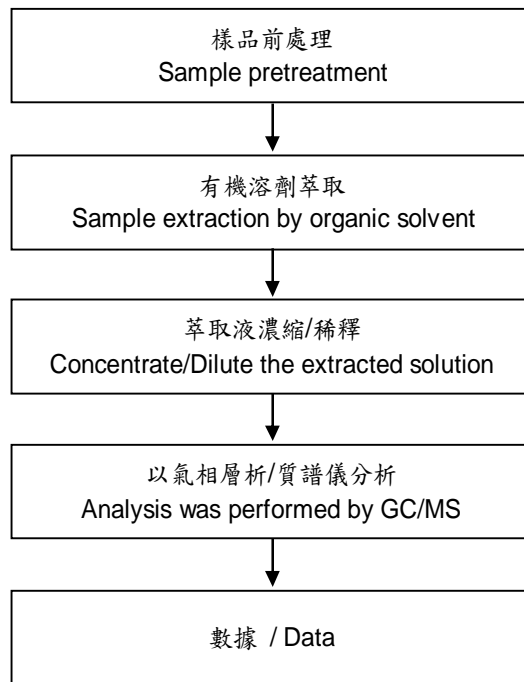 樣品前處理
Sample pretreatment
有機溶劑萃取
Sample extraction by organic solvent
萃取液濃縮/稀釋
Concentrate/Dilute the extracted solution
以氣相層析/質譜儀分析
Analysis was performed by GC/MS
數據 / Data